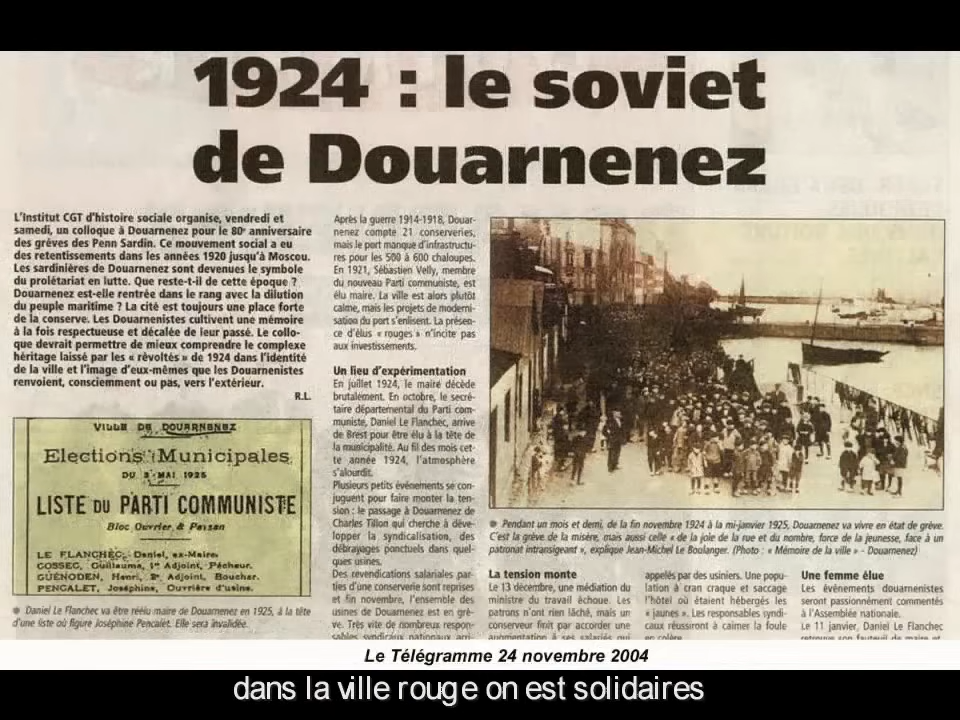 1924 : le soviet
de Douarnenez
L'Institut CGT d'histoire sociale organise, vendredi et
samedi, un colloque à Douarnenez pour le 80e anniversaire
des grèves des Penn Sardin. Ce mouvement social a eu
des retentissements dans les années 1920 jusqu'à Moscou.
Les sardinières de Douarnenez sont devenues le symbole
du prolétariat en lutte. Que reste-t-il de cette époque ?
Douarnenez est-elle rentrée dans le rang avec la dilution
du peuple maritime ? La cité est toujours une place forte
de la conserve. Les Douarnenistes cultivent une mémoire
à la fois respectueuse et décalée de leur passé. Le collo-
que devrait permettre de mieux comprendre le complexe
héritage laissé par les « révoltés » de 1924 dans l'identité
de la ville et l'image d'eux-mêmes que les Douarnenistes
renvoient, consciemment ou pas, vers l'extérieur.
R.L.
VILLE DE DOUARNENEZ
Elections Municipales
DU 3 MAI 1925
LISTE DU PARTI COMMUNISTE
Bloc Ouvrier & Paysan
LE FLANCHEC, Daniel, ex-Maire.
GOSSEC, Guillaume, 1er Adjoint, Pêcheur.
GUÉNODEN, Henri, 2e Adjoint, Boucher.
PENCALET, Joséphine, Ouvrière d'usine.
Daniel Le Flanchec va être réélu maire de Douarnenez en 1925, à la tête
d'une liste où figure Joséphine Pencalet. Elle sera invalidée.
Après la guerre 1914-1918, Douar-
nenez compte 21 conserveries,
mais le port manque d'infrastructu-
res pour les 500 à 600 chaloupes.
En 1921, Sébastien Velly, membre
du nouveau Parti communiste, est
élu maire. La ville est alors plutôt
calme, mais les projets de moderni-
sation du port s'enlisent. La présen-
ce d'élus « rouges » n'incite pas
aux investissements.
Un lieu d'expérimentation
En juillet 1924, le maire décède
brutalement. En octobre, le secré-
taire départemental du Parti com-
muniste, Daniel Le Flanchec, arrive
de Brest pour être élu à la tête de
la municipalité. Au fil des mois cet-
te année 1924, l'atmosphère
s'alourdit.
Plusieurs petits événements se con-
juguent pour faire monter la ten-
sion : le passage à Douarnenez de
Charles Tillon qui cherche à déve-
lopper la syndicalisation, des
débrayages ponctuels dans quel-
ques usines.
Des revendications salariales par-
ties d'une conserverie sont reprises
et fin novembre, l'ensemble des
usines de Douarnenez est en grè-
ve. Très vite de nombreux respon-
sables syndicaux nationaux arri-
Pendant un mois et demi, de la fin novembre 1924 à la mi-janvier 1925, Douarnenez va vivre en état de grève.
C'est la grève de la misère, mais aussi celle « de la joie de la rue et du nombre, force de la jeunesse, face à un
patronat intransigeant », explique Jean-Michel Le Boulanger. (Photo : « Mémoire de la ville » - Douarnenez)
La tension monte
Le 13 décembre, une médiation du
ministre du travail échoue. Les
patrons n'ont rien lâché, mais un
conserveur finit par accorder une
augmentation à ses salariés qui
appelés par des usiniers. Une popu-
lation à cran craque et saccage
l'hôtel où étaient hébergés les
« jaunes ». Les responsables syndi-
caux réussiront à calmer la foule
en colère.
Une femme élue
Les événements douarnenistes
seront passionnément commentés
à l'Assemblée nationale.
Le 11 janvier, Daniel Le Flanchec
retrouve son fauteuil de maire et
Le Télégramme 24 novembre 2004
dans la ville rouge on est solidaires